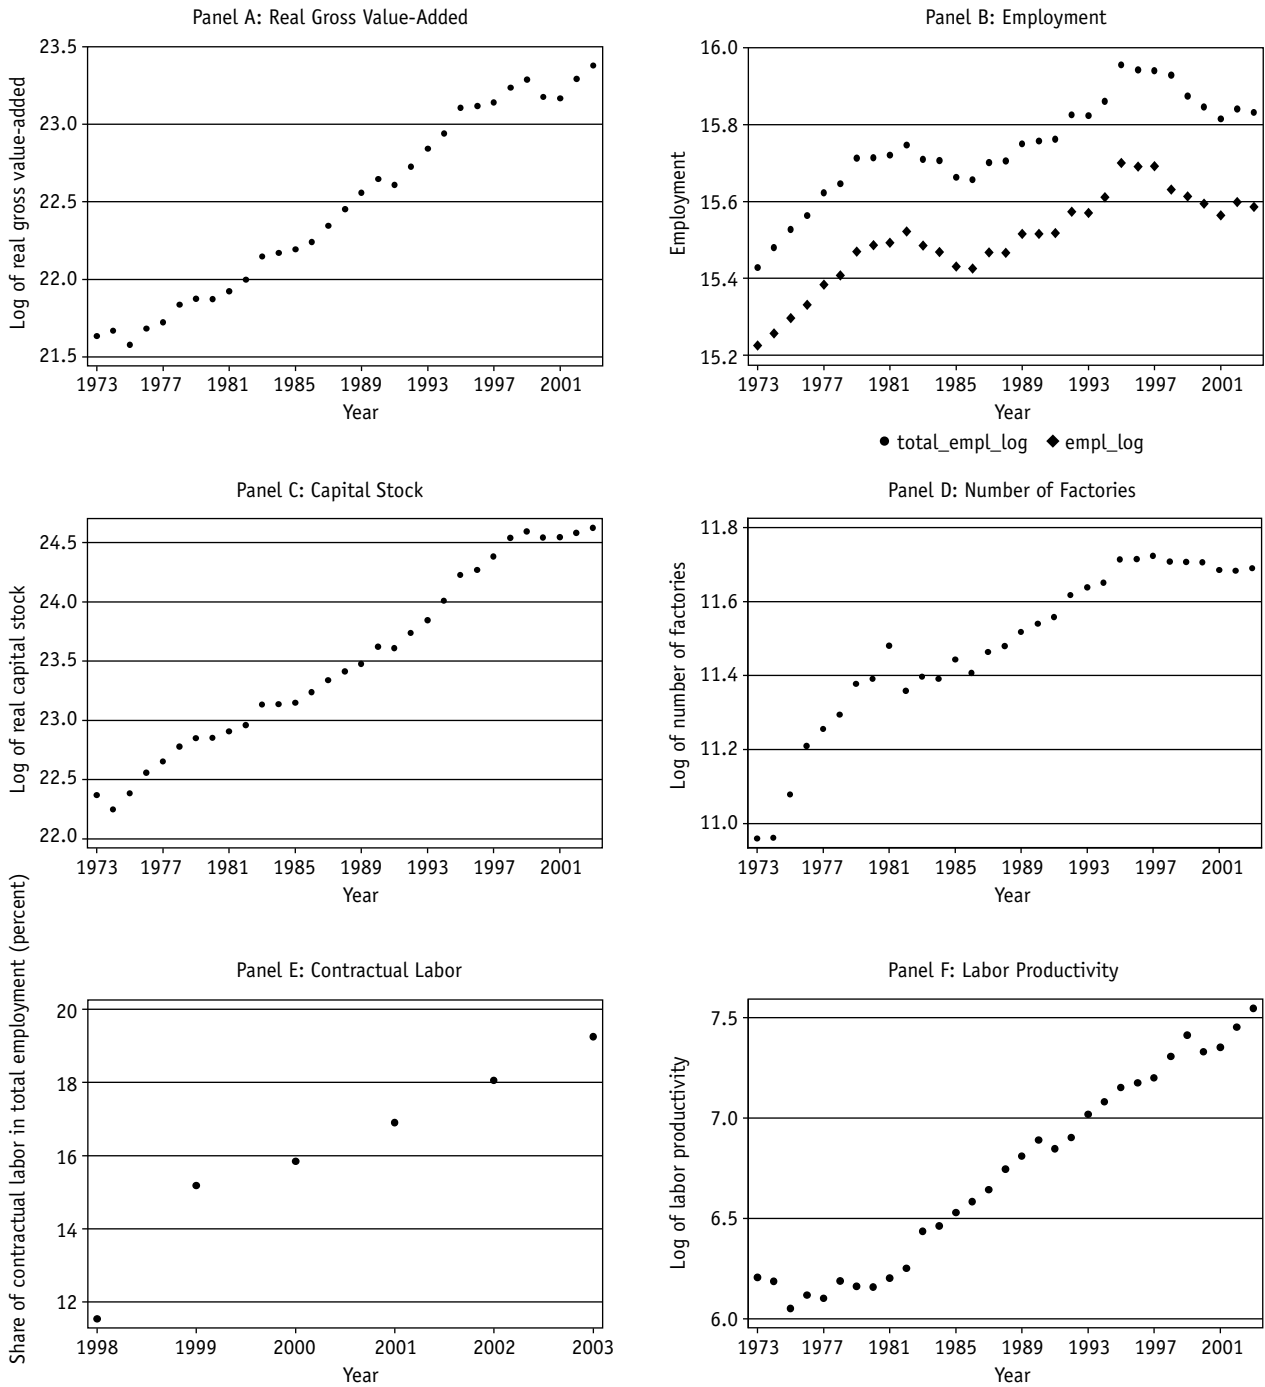 Panel A: Real Gross Value-Added
Log of real gross value-added
23.5
23.0
22.5
22.0
21.5
1973 1977 1981 1985 1989 1993 1997 2001
Year
Panel B: Employment
Employment
16.0
15.8
15.6
15.4
15.2
1973 1977 1981 1985 1989 1993 1997 2001
Year
total_empl_log empl_log
Panel C: Capital Stock
Log of real capital stock
24.5
24.0
23.5
23.0
22.5
22.0
1973 1977 1981 1985 1989 1993 1997 2001
Year
Panel D: Number of Factories
Log of number of factories
11.8
11.6
11.4
11.2
11.0
1973 1977 1981 1985 1989 1993 1997 2001
Year
Panel E: Contractual Labor
Share of contractual labor in total employment (percent)
20
18
16
14
12
1998 1999 2000 2001 2002 2003
Year
Panel F: Labor Productivity
Log of labor productivity
7.5
7.0
6.5
6.0
1973 1977 1981 1985 1989 1993 1997 2001
Year